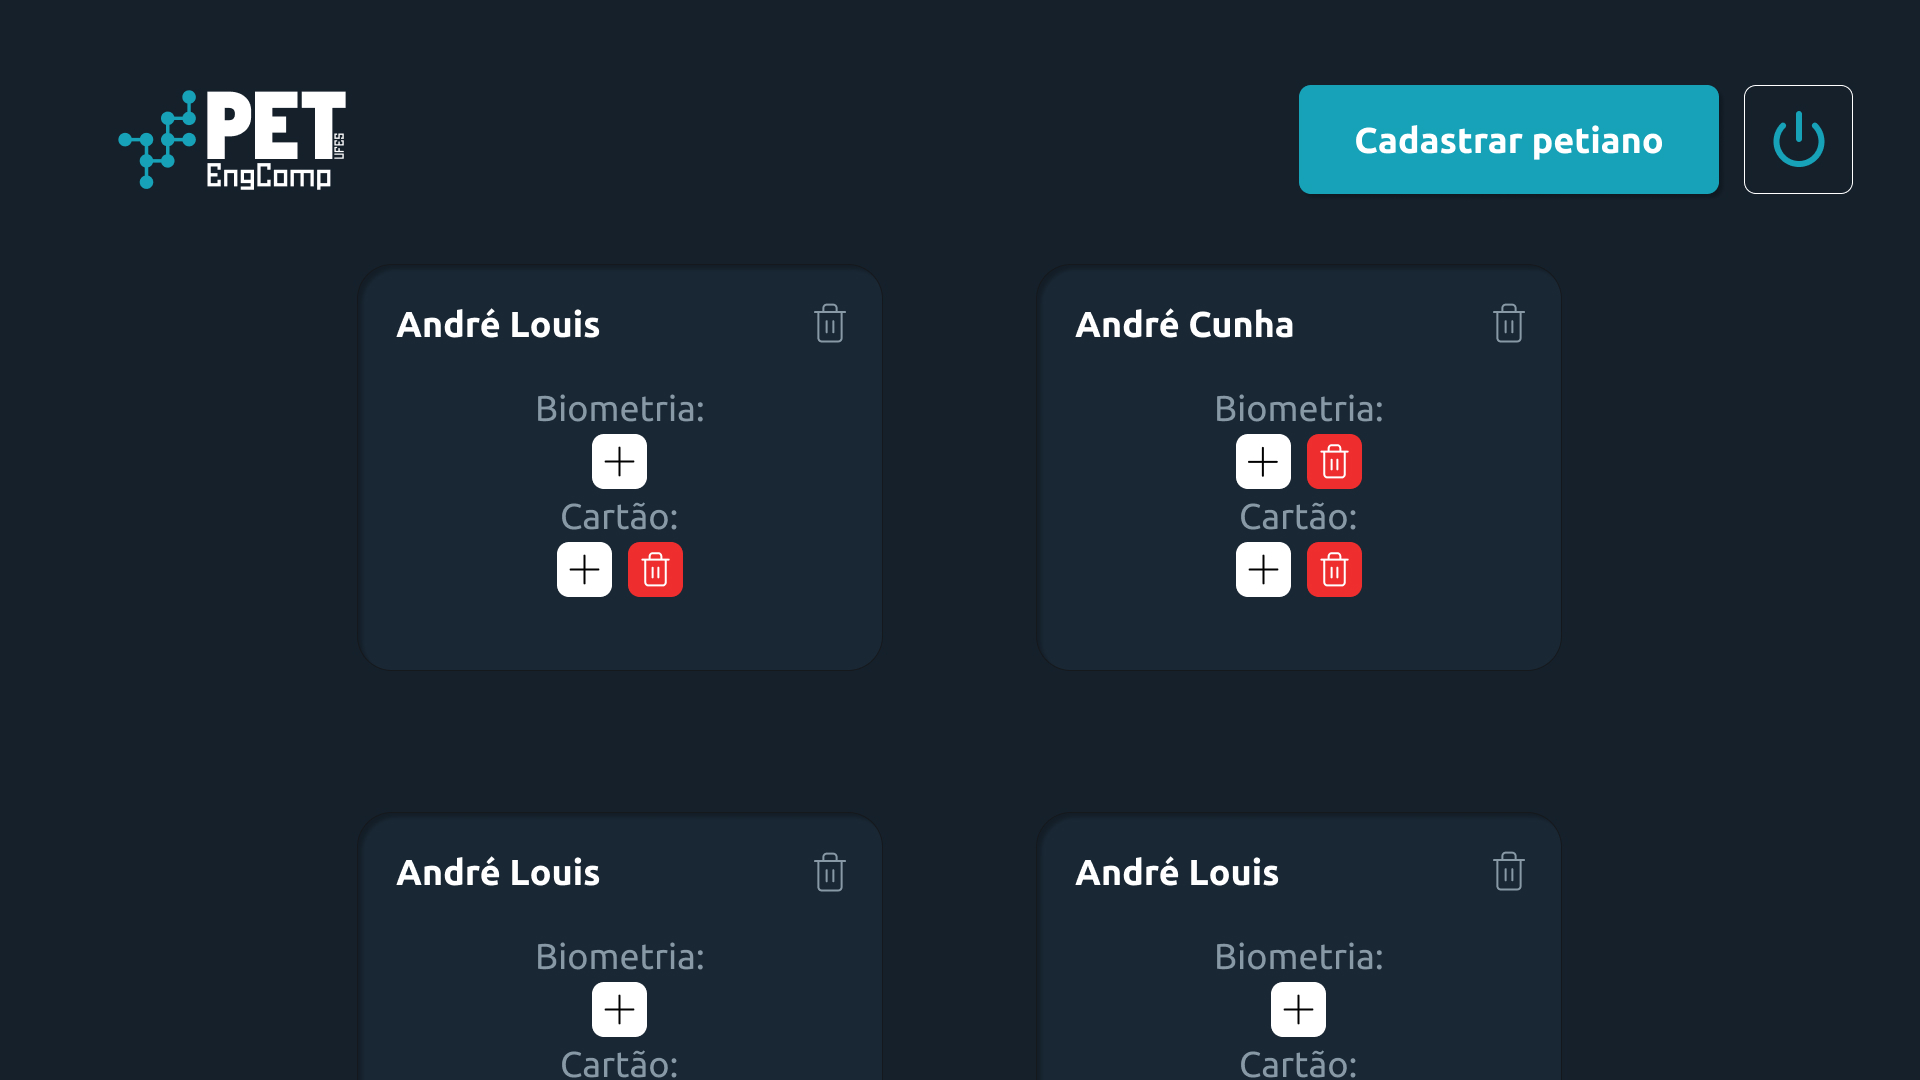 PET
UFES
EngComp
Cadastrar petiano
André Louis
Biometria:
Cartão:
André Cunha
Biometria:
Cartão:
André Louis
Biometria:
Cartão:
André Louis
Biometria:
Cartão: